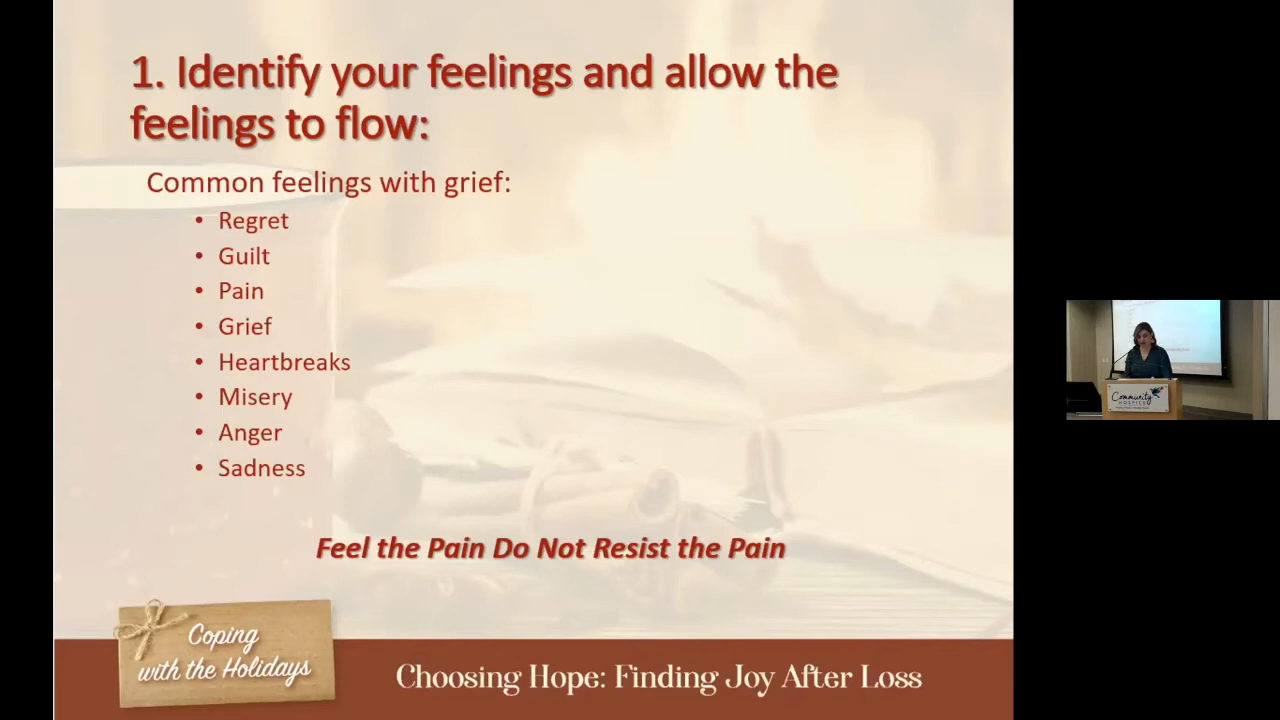 1. Identify your feelings and allow the
feelings to flow:
Common feelings with grief:
• Regret
• Guilt
• Pain
• Grief
• Heartbreaks
• Misery
• Anger
• Sadness
Feel the Pain Do Not Resist the Pain
Coping
with the Holidays
Choosing Hope: Finding Joy After Loss
Community
HOSPICE